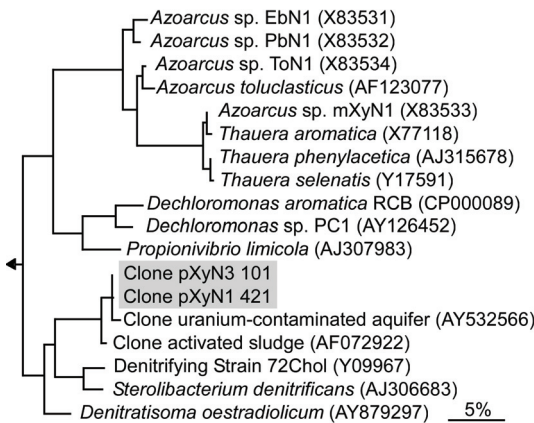 Azoarcus sp. EbN1 (X83531)
Azoarcus sp. PbN1 (X83532)
Azoarcus sp. ToN1 (X83534)
Azoarcus toluclasticus (AF123077)
Azoarcus sp. mXyN1 (X83533)
Thauera aromatica (X77118)
Thauera phenylacetica (AJ315678)
Thauera selenatis (Y17591)
Dechloromonas aromatica RCB (CP000089)
Dechloromonas sp. PC1 (AY126452)
Propionivibrio limicola (AJ307983)
Clone pXyN3 101
Clone pXyN1 421
Clone uranium-contaminated aquifer (AY532566)
Clone activated sludge (AF072922)
Denitrifying Strain 72Chol (Y09967)
Sterolibacterium denitrificans (AJ306683)
Denitratisoma oestradiolicum (AY879297)
5%